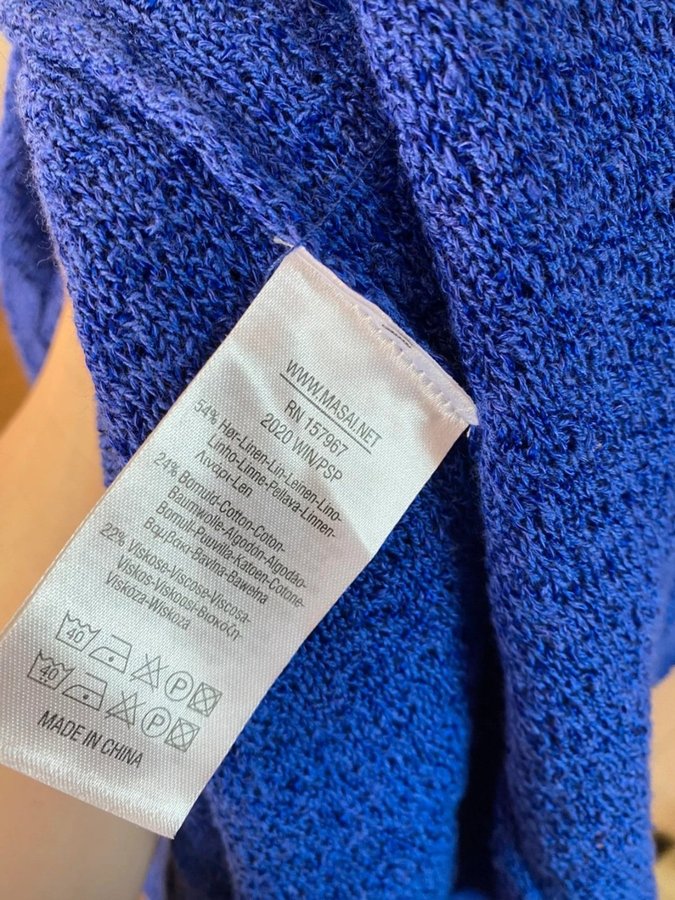 WWW.MASAI.NET
RN 157967
2020 WIN/PSP
54% Hør-Linen-Lin-Leinen-Lino-
Linho-Linne-Pellava-Linnen-
Λινάρι-Len
24% Bomuld-Cotton-Coton-
Baumwolle-Algodón-Algodão-
Bomull-Puuvilla-Katoen-Cotone-
Βαμβάκι-Bavlna-Bawełna
22% Viskose-Viscose-Viscosa-
Viskos-Viskoosi-Βισκόζη-
Viskóza-Wiskoza
40 P
40 P
MADE IN CHINA